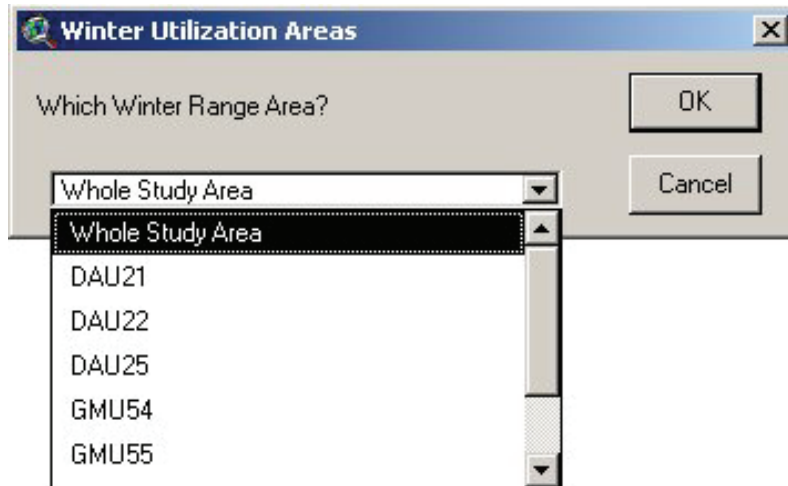 Winter Utilization Areas
Which Winter Range Area?
OK
Cancel
Whole Study Area
Whole Study Area
DAU21
DAU22
DAU25
GMU54
GMU55